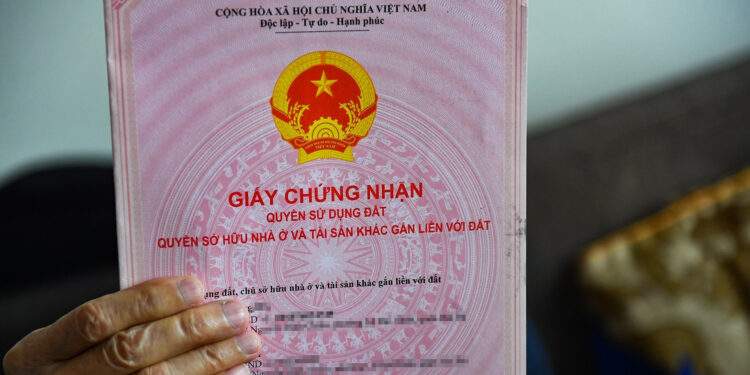 CỘNG HÒA XÃ HỘI CHỦ NGHĨA VIỆT NAM
Độc lập - Tự do - Hạnh phúc
VIỆT NAM
GIẤY CHỨNG NHẬN
QUYỀN SỬ DỤNG ĐẤT
QUYỀN SỞ HỮU NHÀ Ở VÀ TÀI SẢN KHÁC GẮN LIỀN VỚI ĐẤT
dụng đất, chủ sở hữu nhà ở và tài sản khác gắn liền với đất